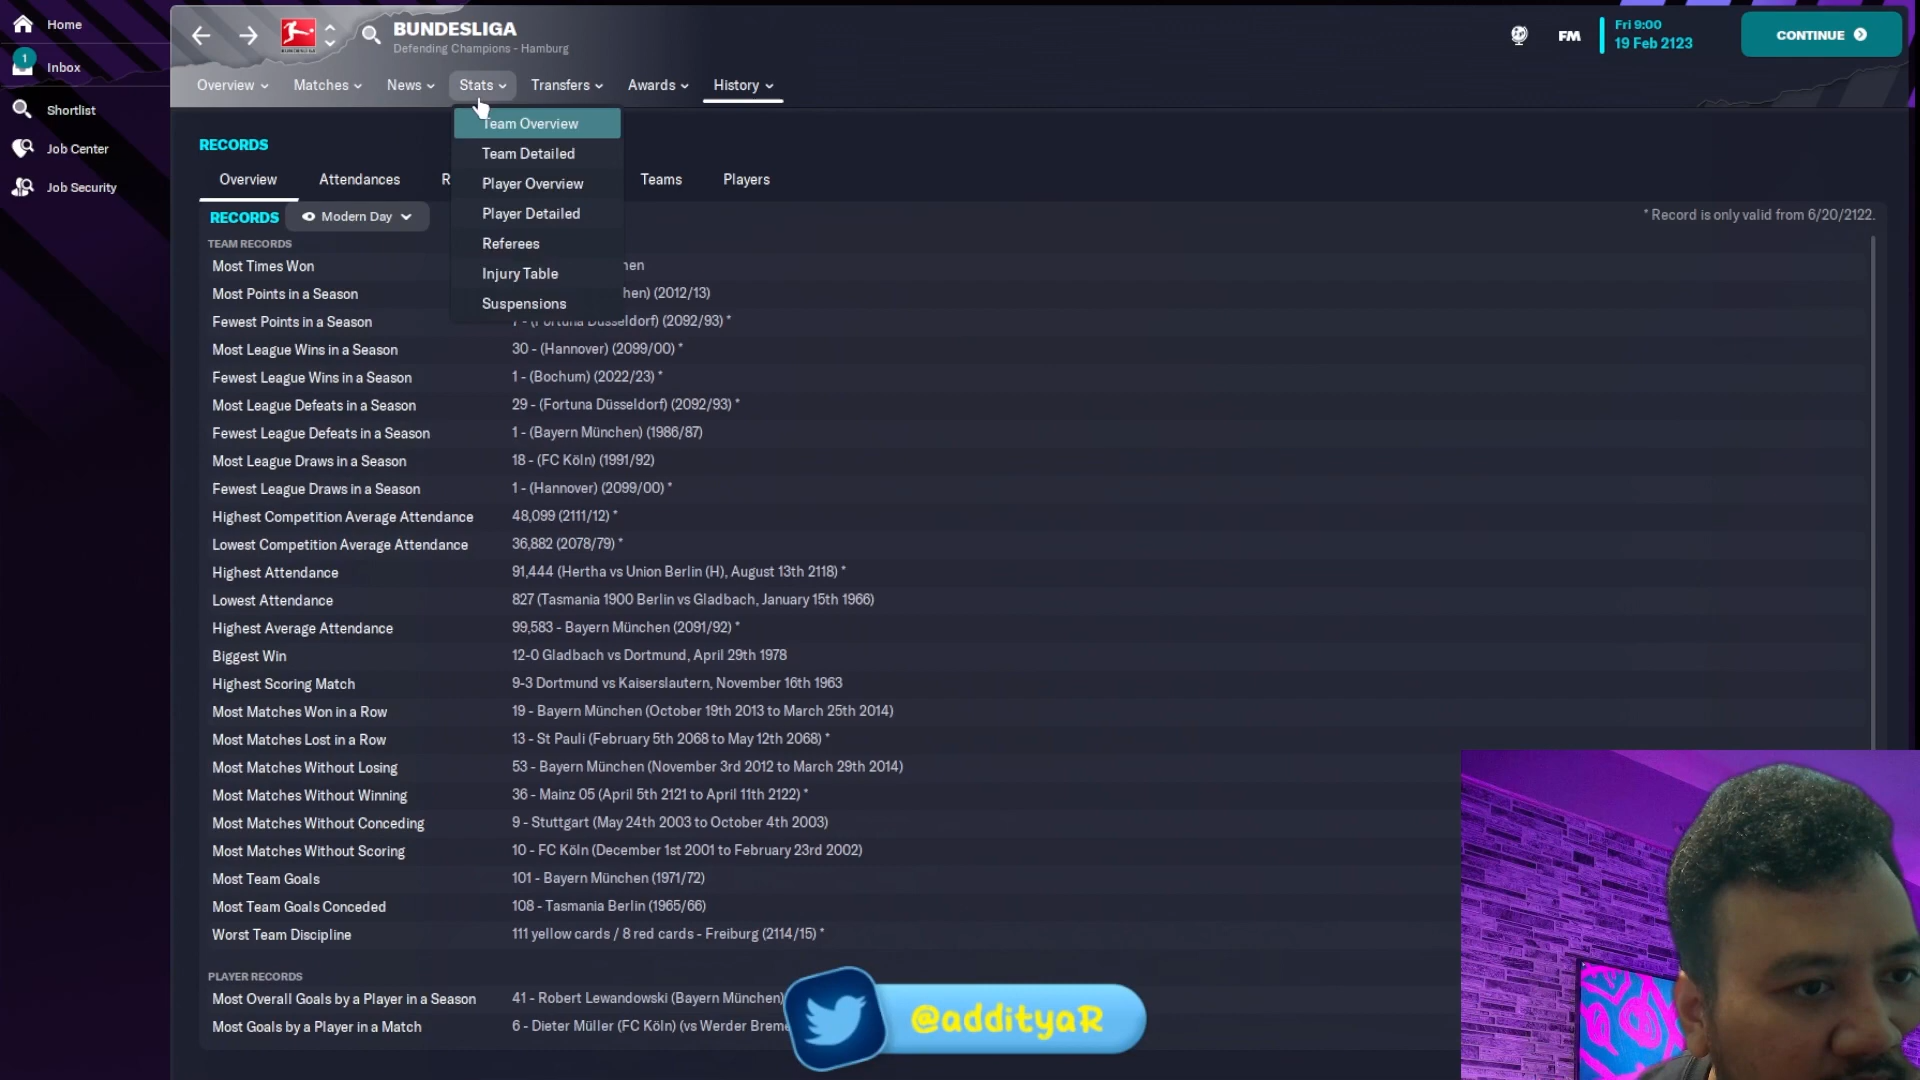 Home
1
Inbox
Shortlist
Job Center
Job Security
BUNDESLIGA
Defending Champions - Hamburg
FM
Fri 9:00
19 Feb 2123
CONTINUE
Overview Matches News Stats Transfers Awards History
Team Overview
Team Detailed
Player Overview
Player Detailed
Referees
Injury Table
Suspensions
RECORDS
Overview Attendances R Teams Players
RECORDS Modern Day
* Record is only valid from 6/20/2122.
TEAM RECORDS
Most Times Won hen
Most Points in a Season hen) (2012/13)
Fewest Points in a Season 7 - (Fortuna Düsseldorf) (2092/93) *
Most League Wins in a Season 30 - (Hannover) (2099/00) *
Fewest League Wins in a Season 1 - (Bochum) (2022/23) *
Most League Defeats in a Season 29 - (Fortuna Düsseldorf) (2092/93) *
Fewest League Defeats in a Season 1 - (Bayern München) (1986/87)
Most League Draws in a Season 18 - (FC Köln) (1991/92)
Fewest League Draws in a Season 1 - (Hannover) (2099/00) *
Highest Competition Average Attendance 48,099 (2111/12) *
Lowest Competition Average Attendance 36,882 (2078/79) *
Highest Attendance 91,444 (Hertha vs Union Berlin (H), August 13th 2118) *
Lowest Attendance 827 (Tasmania 1900 Berlin vs Gladbach, January 15th 1966)
Highest Average Attendance 99,583 - Bayern München (2091/92) *
Biggest Win 12-0 Gladbach vs Dortmund, April 29th 1978
Highest Scoring Match 9-3 Dortmund vs Kaiserslautern, November 16th 1963
Most Matches Won in a Row 19 - Bayern München (October 19th 2013 to March 25th 2014)
Most Matches Lost in a Row 13 - St Pauli (February 5th 2068 to May 12th 2068) *
Most Matches Without Losing 53 - Bayern München (November 3rd 2012 to March 29th 2014)
Most Matches Without Winning 36 - Mainz 05 (April 5th 2121 to April 11th 2122) *
Most Matches Without Conceding 9 - Stuttgart (May 24th 2003 to October 4th 2003)
Most Matches Without Scoring 10 - FC Köln (December 1st 2001 to February 23rd 2002)
Most Team Goals 101 - Bayern München (1971/72)
Most Team Goals Conceded 108 - Tasmania Berlin (1965/66)
Worst Team Discipline 111 yellow cards / 8 red cards - Freiburg (2114/15) *
PLAYER RECORDS
Most Overall Goals by a Player in a Season 41 - Robert Lewandowski (Bayern München)
Most Goals by a Player in a Match 6 - Dieter Müller (FC Köln) (vs Werder Breme
@addityaR